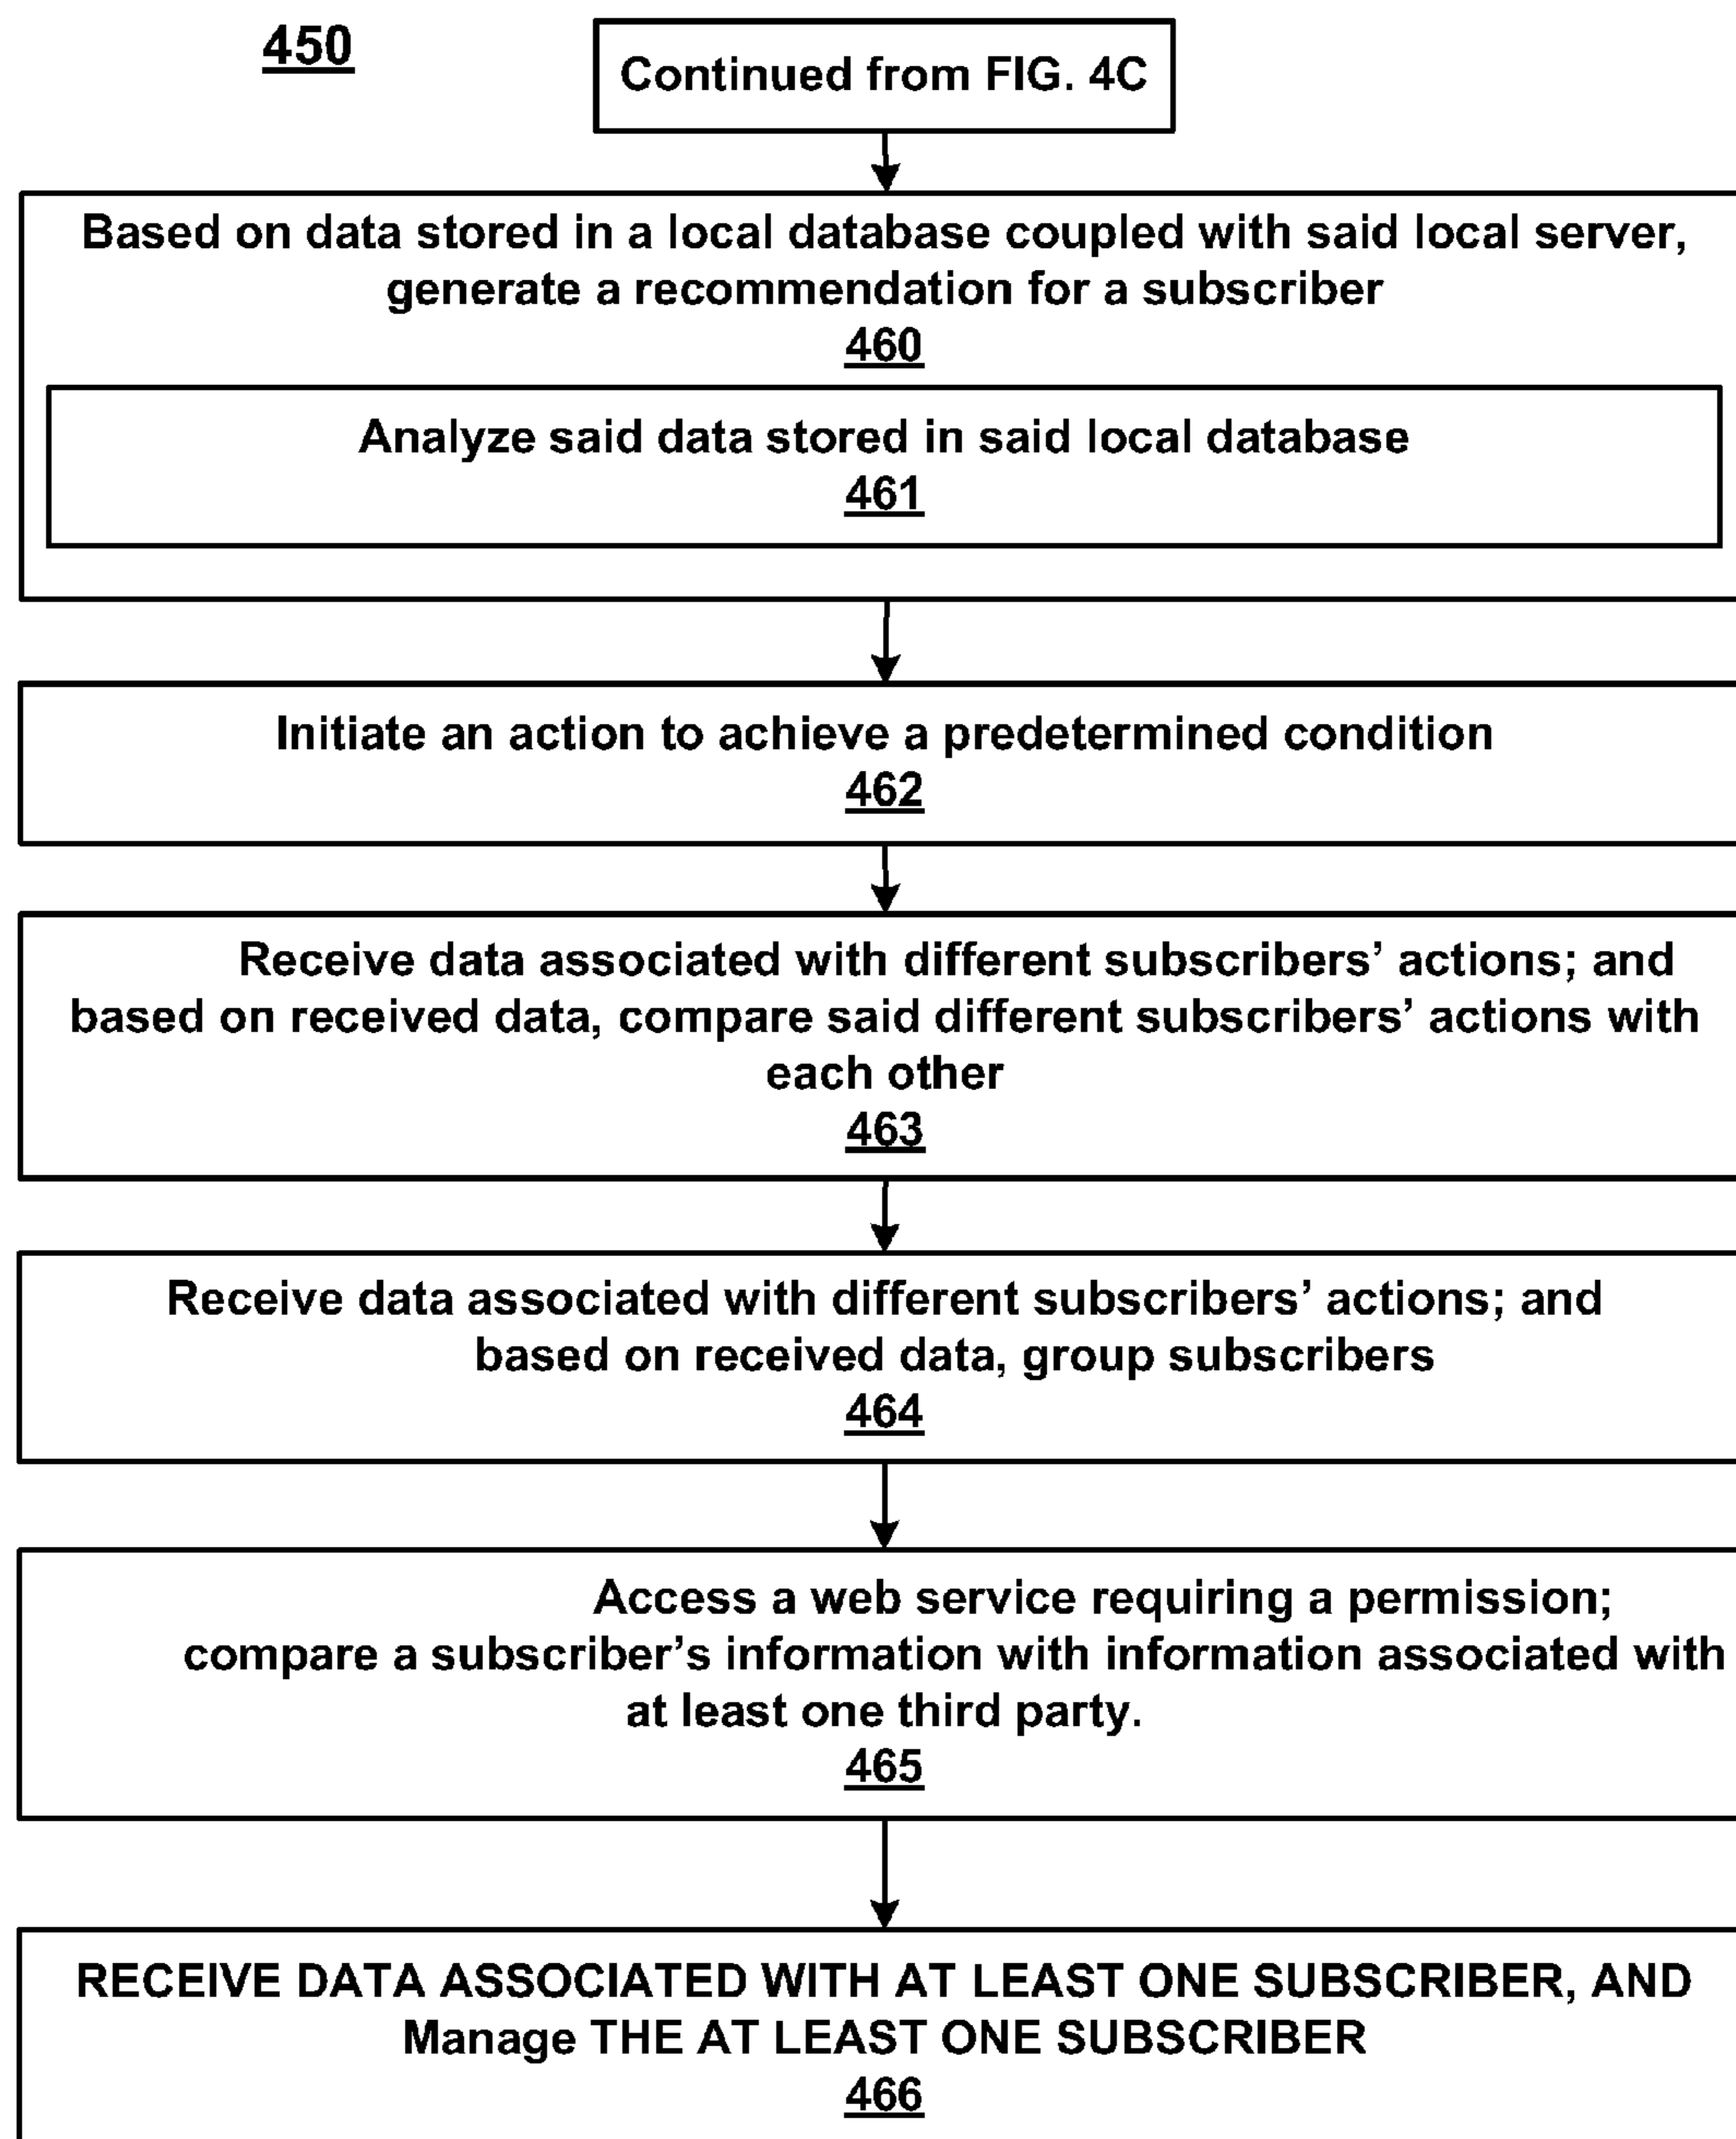 450
Continued from FIG. 4C
Based on data stored in a local database coupled with said local server,
generate a recommendation for a subscriber
460
Analyze said data stored in said local database
461
Initiate an action to achieve a predetermined condition
462
Receive data associated with different subscribers’ actions; and
based on received data, compare said different subscribers’ actions with
each other
463
Receive data associated with different subscribers’ actions; and
based on received data, group subscribers
464
Access a web service requiring a permission;
compare a subscriber’s information with information associated with
at least one third party.
465
RECEIVE DATA ASSOCIATED WITH AT LEAST ONE SUBSCRIBER, AND
Manage THE AT LEAST ONE SUBSCRIBER
466